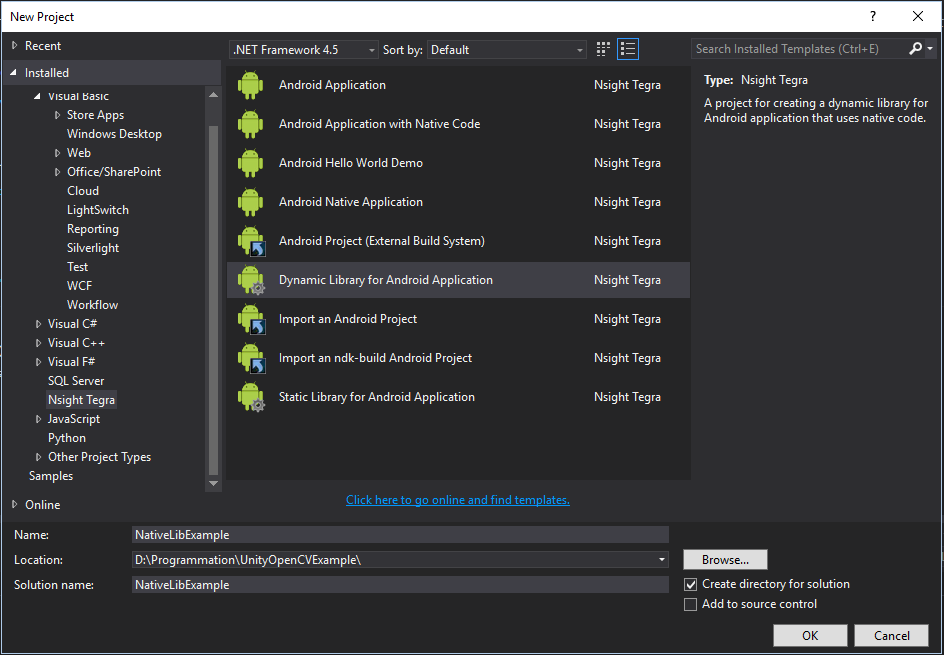 New Project
?
Recent
.NET Framework 4.5
Sort by:
Default
Search Installed Templates (Ctrl+E)
Installed
Visual Basic
Store Apps
Windows Desktop
Web
Office/SharePoint
Cloud
LightSwitch
Reporting
Silverlight
Test
WCF
Workflow
Visual C#
Visual C++
Visual F#
SQL Server
Nsight Tegra
JavaScript
Python
Other Project Types
Samples
Online
Android Application Nsight Tegra
Android Application with Native Code Nsight Tegra
Android Hello World Demo Nsight Tegra
Android Native Application Nsight Tegra
Android Project (External Build System) Nsight Tegra
Dynamic Library for Android Application Nsight Tegra
Import an Android Project Nsight Tegra
Import an ndk-build Android Project Nsight Tegra
Static Library for Android Application Nsight Tegra
Click here to go online and find templates.
Type: Nsight Tegra
A project for creating a dynamic library for
Android application that uses native code.
Name: NativeLibExample
Location: D:\Programmation\UnityOpenCVExample\
Browse...
Solution name: NativeLibExample
Create directory for solution
Add to source control
OK
Cancel